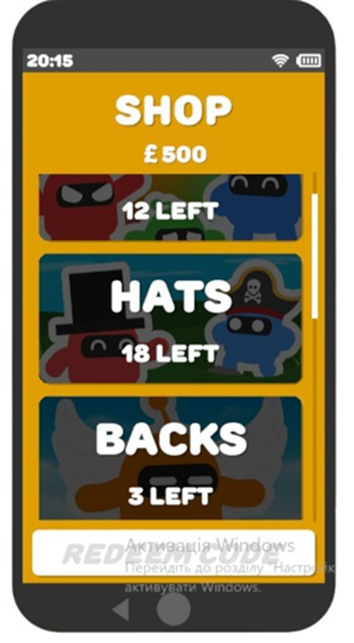 20:15
SHOP
£500
12 LEFT
HATS
18 LEFT
BACKS
3 LEFT
REDEEM CODE
Активація Windows
Перейдіть до розділу "Настройк
активувати Windows.